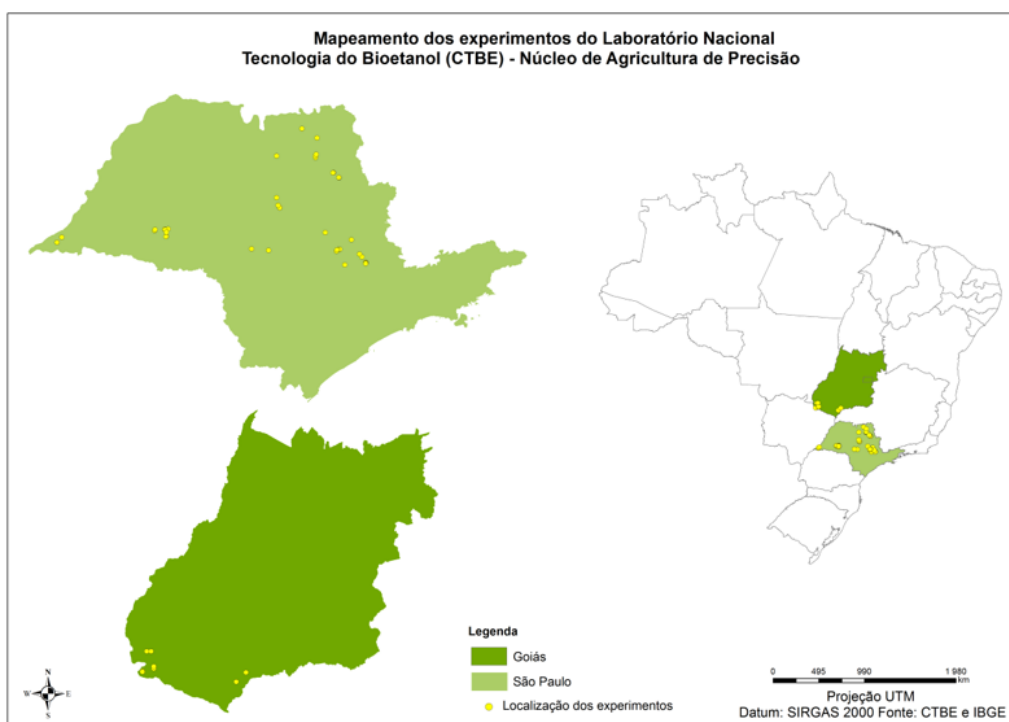 Mapeamento dos experimentos do Laboratório Nacional
Tecnologia do Bioetanol (CTBE) - Núcleo de Agricultura de Precisão
Legenda
Goiás
São Paulo
Localização dos experimentos
N
W E
S
0 495 990 1 980
km
Projeção UTM
Datum: SIRGAS 2000 Fonte: CTBE e IBGE